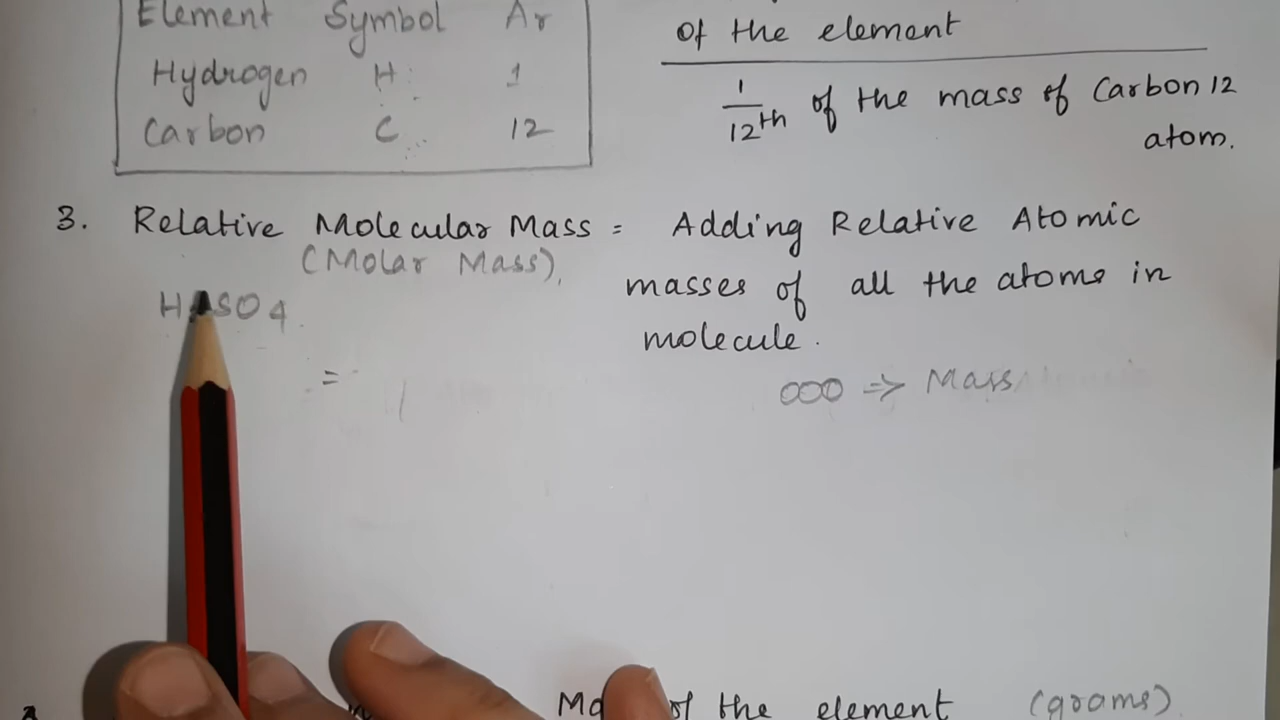 Element Symbol Ar
Hydrogen H 1
Carbon C 12
of the element
1
12th of the mass of Carbon 12
atom.
3. Relative Molecular Mass = Adding Relative Atomic
(Molar Mass).
masses of all the atoms in
molecule.
SO4
=
000 => Mass
of the element (grams)